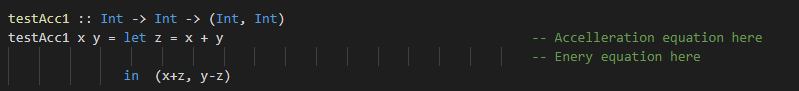 testAcc1 :: Int -> Int -> (Int, Int)
testAcc1 x y = let z = x + y -- Accelleration equation here
-- Enery equation here
in (x+z, y-z)